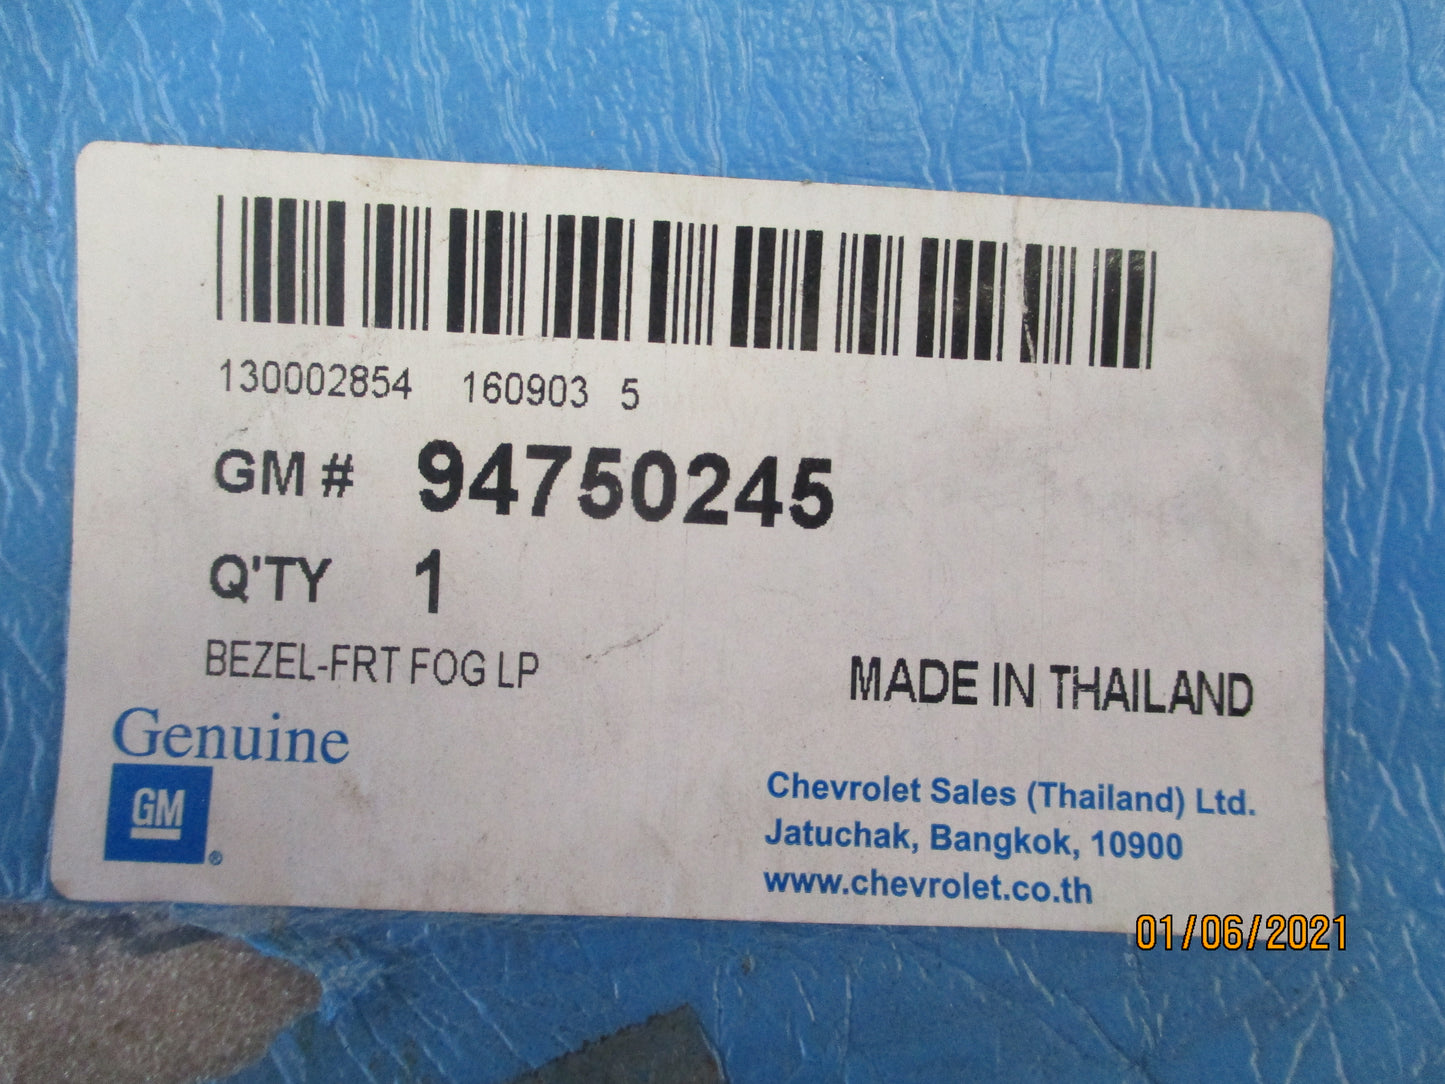 130002854 160903 5
GM # 94750245
Q'TY 1
BEZEL-FRT FOG LP
MADE IN THAILAND
Genuine
GM ®
Chevrolet Sales (Thailand) Ltd.
Jatuchak, Bangkok, 10900
www.chevrolet.co.th
01/06/2021